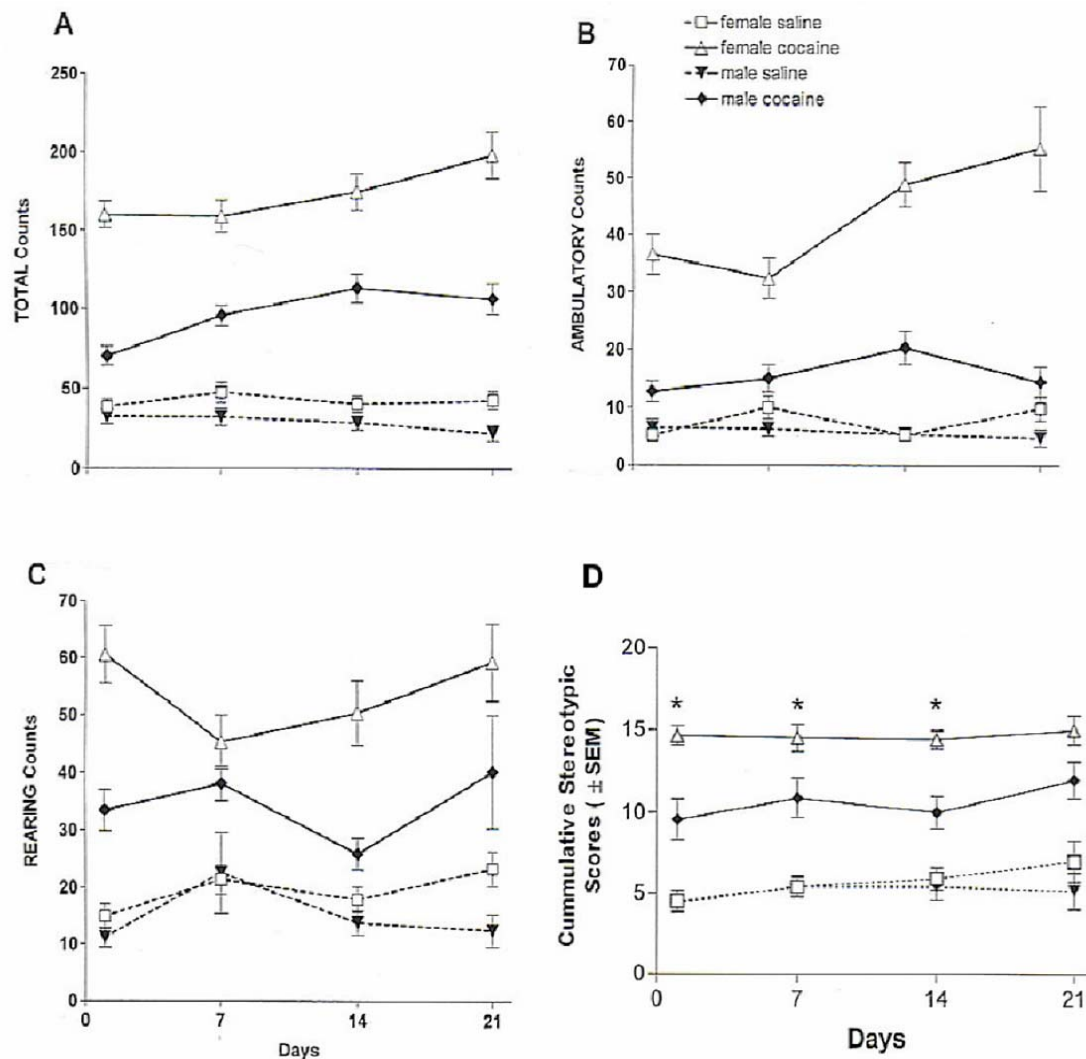 A
250
200
150
100
50
0
TOTAL Counts
female saline
female cocaine
male saline
male cocaine
B
70
60
50
40
30
20
10
0
AMBULATORY Counts
C
70
60
50
40
30
20
10
0
REARING Counts
0 7 14 21
Days
D
20
15
10
5
0
Cummulative Stereotypic
Scores ( ± SEM)
* * *
0 7 14 21
Days